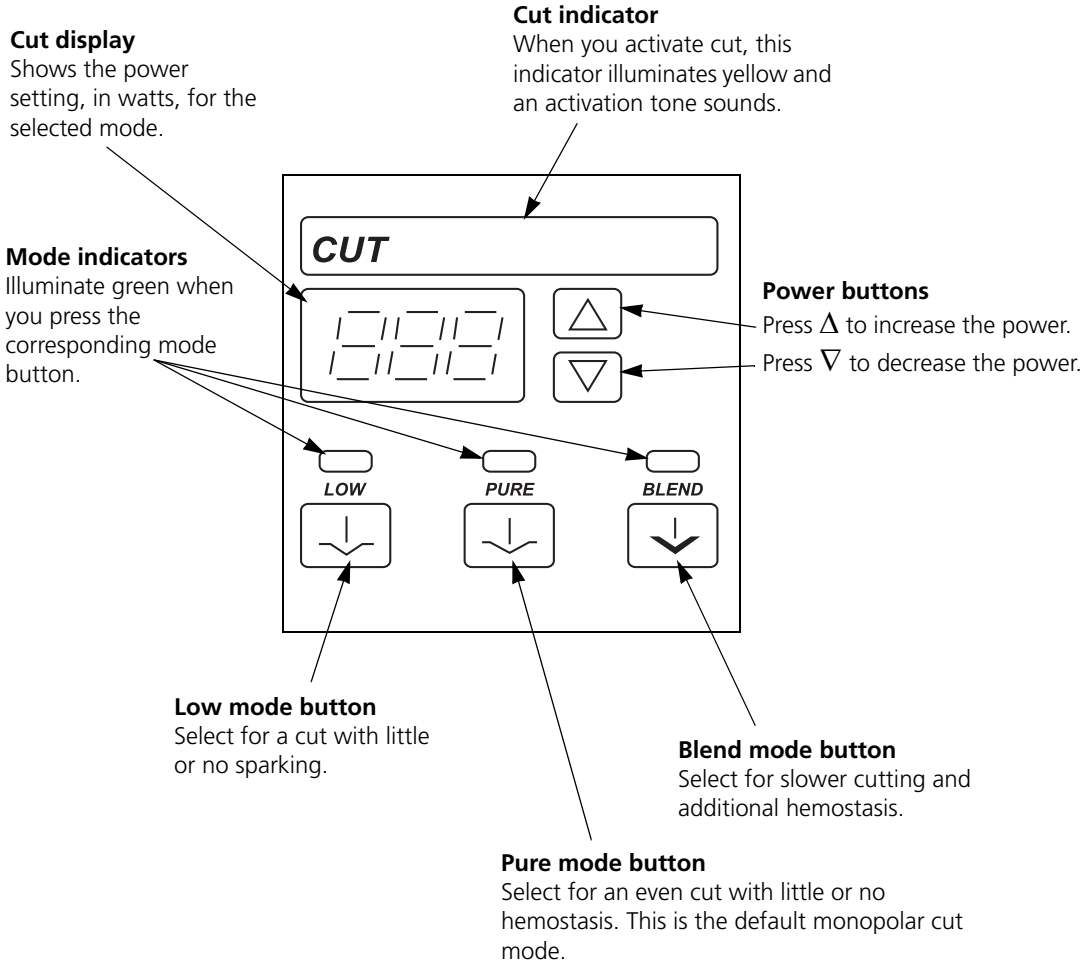 Cut indicator
When you activate cut, this
indicator illuminates yellow and
an activation tone sounds.
Cut display
Shows the power
setting, in watts, for the
selected mode.
CUT
Mode indicators
Illuminate green when
you press the
corresponding mode
button.
888
Power buttons
Press Δ to increase the power.
Press ∇ to decrease the power.
LOW
PURE
BLEND
Low mode button
Select for a cut with little
or no sparking.
Blend mode button
Select for slower cutting and
additional hemostasis.
Pure mode button
Select for an even cut with little or no
hemostasis. This is the default monopolar cut
mode.